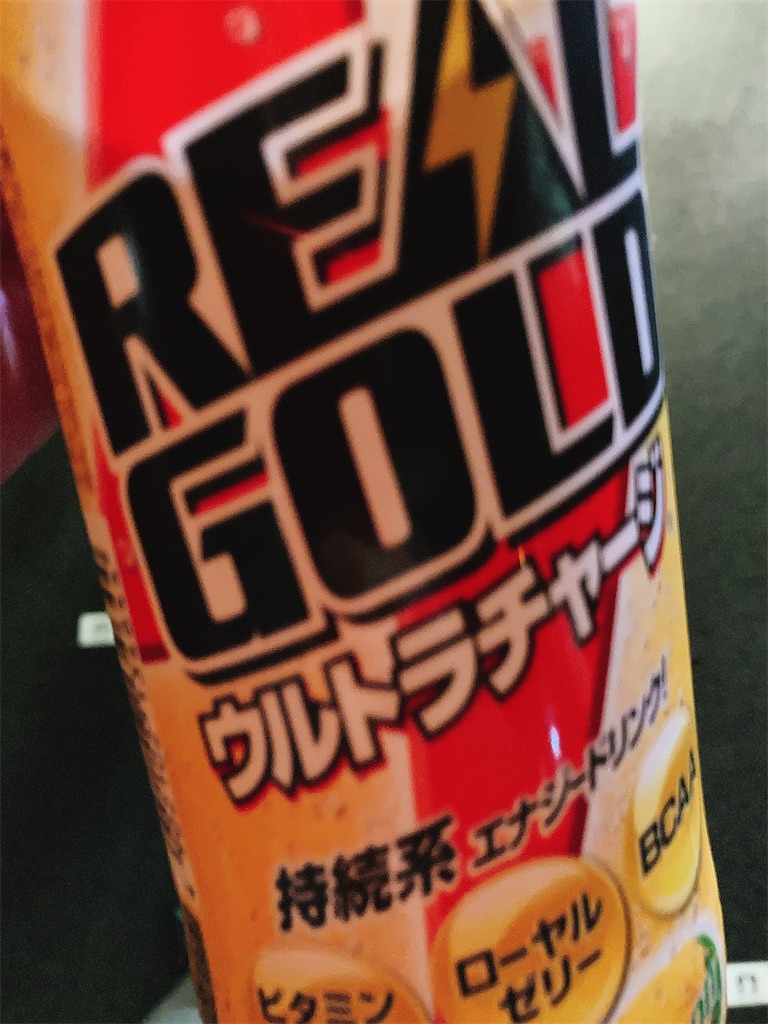 REAL
GOLD
ウルトラチャージ
持続系 エナジードリンク!
BCAA
ローヤル
ゼリー
ビタミン